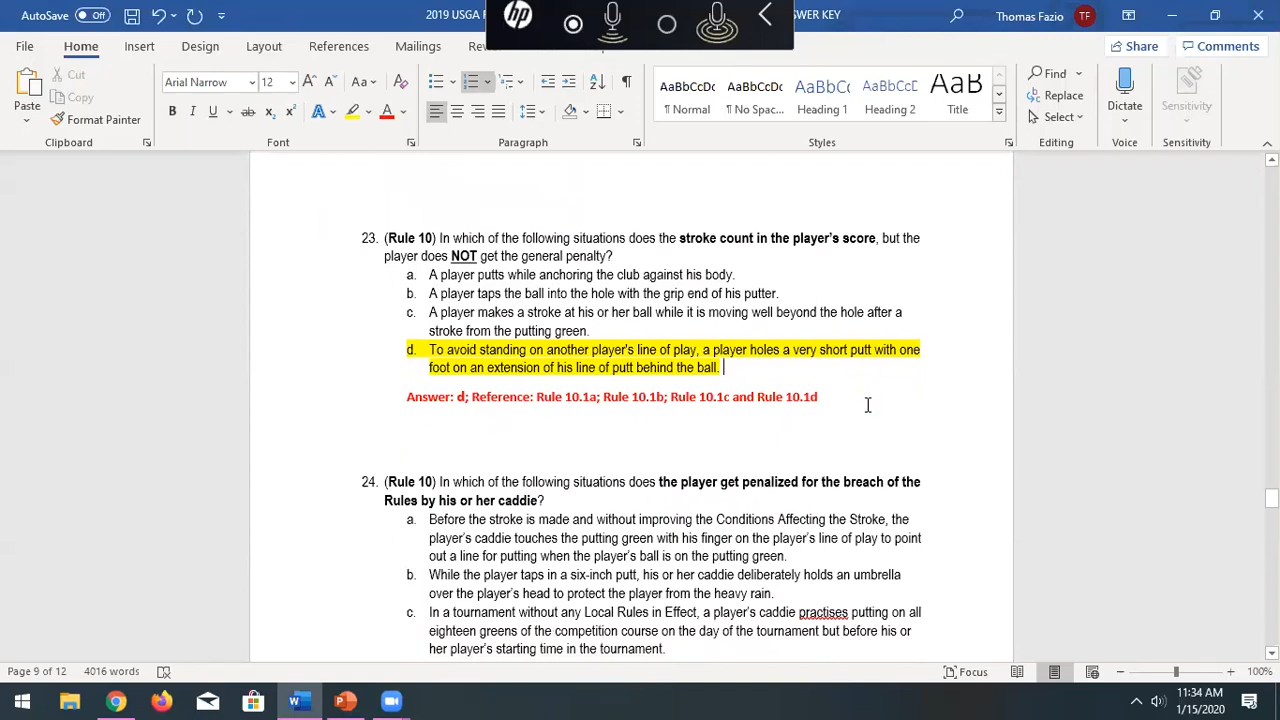 AutoSave Off 2019 USGA SWER KEY Thomas Fazio TF
File Home Insert Design Layout References Mailings Share Comments
hp
Paste Cut Copy Format Painter
Arial Narrow 12
AaBbCcDc AaBbCcDc AaBbCc AaBbCcD AaB
¶ Normal ¶ No Spac... Heading 1 Heading 2 Title
Find Replace Select Dictate Sensitivity
Clipboard Font Paragraph Styles Editing Voice Sensitivity
23. (Rule 10) In which of the following situations does the stroke count in the player's score, but the
player does NOT get the general penalty?
a. A player putts while anchoring the club against his body.
b. A player taps the ball into the hole with the grip end of his putter.
c. A player makes a stroke at his or her ball while it is moving well beyond the hole after a
stroke from the putting green.
d. To avoid standing on another player's line of play, a player holes a very short putt with one
foot on an extension of his line of putt behind the ball.
Answer: d; Reference: Rule 10.1a; Rule 10.1b; Rule 10.1c and Rule 10.1d
24. (Rule 10) In which of the following situations does the player get penalized for the breach of the
Rules by his or her caddie?
a. Before the stroke is made and without improving the Conditions Affecting the Stroke, the
player's caddie touches the putting green with his finger on the player's line of play to point
out a line for putting when the player's ball is on the putting green.
b. While the player taps in a six-inch putt, his or her caddie deliberately holds an umbrella
over the player's head to protect the player from the heavy rain.
c. In a tournament without any Local Rules in Effect, a player's caddie practises putting on all
eighteen greens of the competition course on the day of the tournament but before his or
her player's starting time in the tournament.
Page 9 of 12 4016 words Focus 100%
11:34 AM
1/15/2020